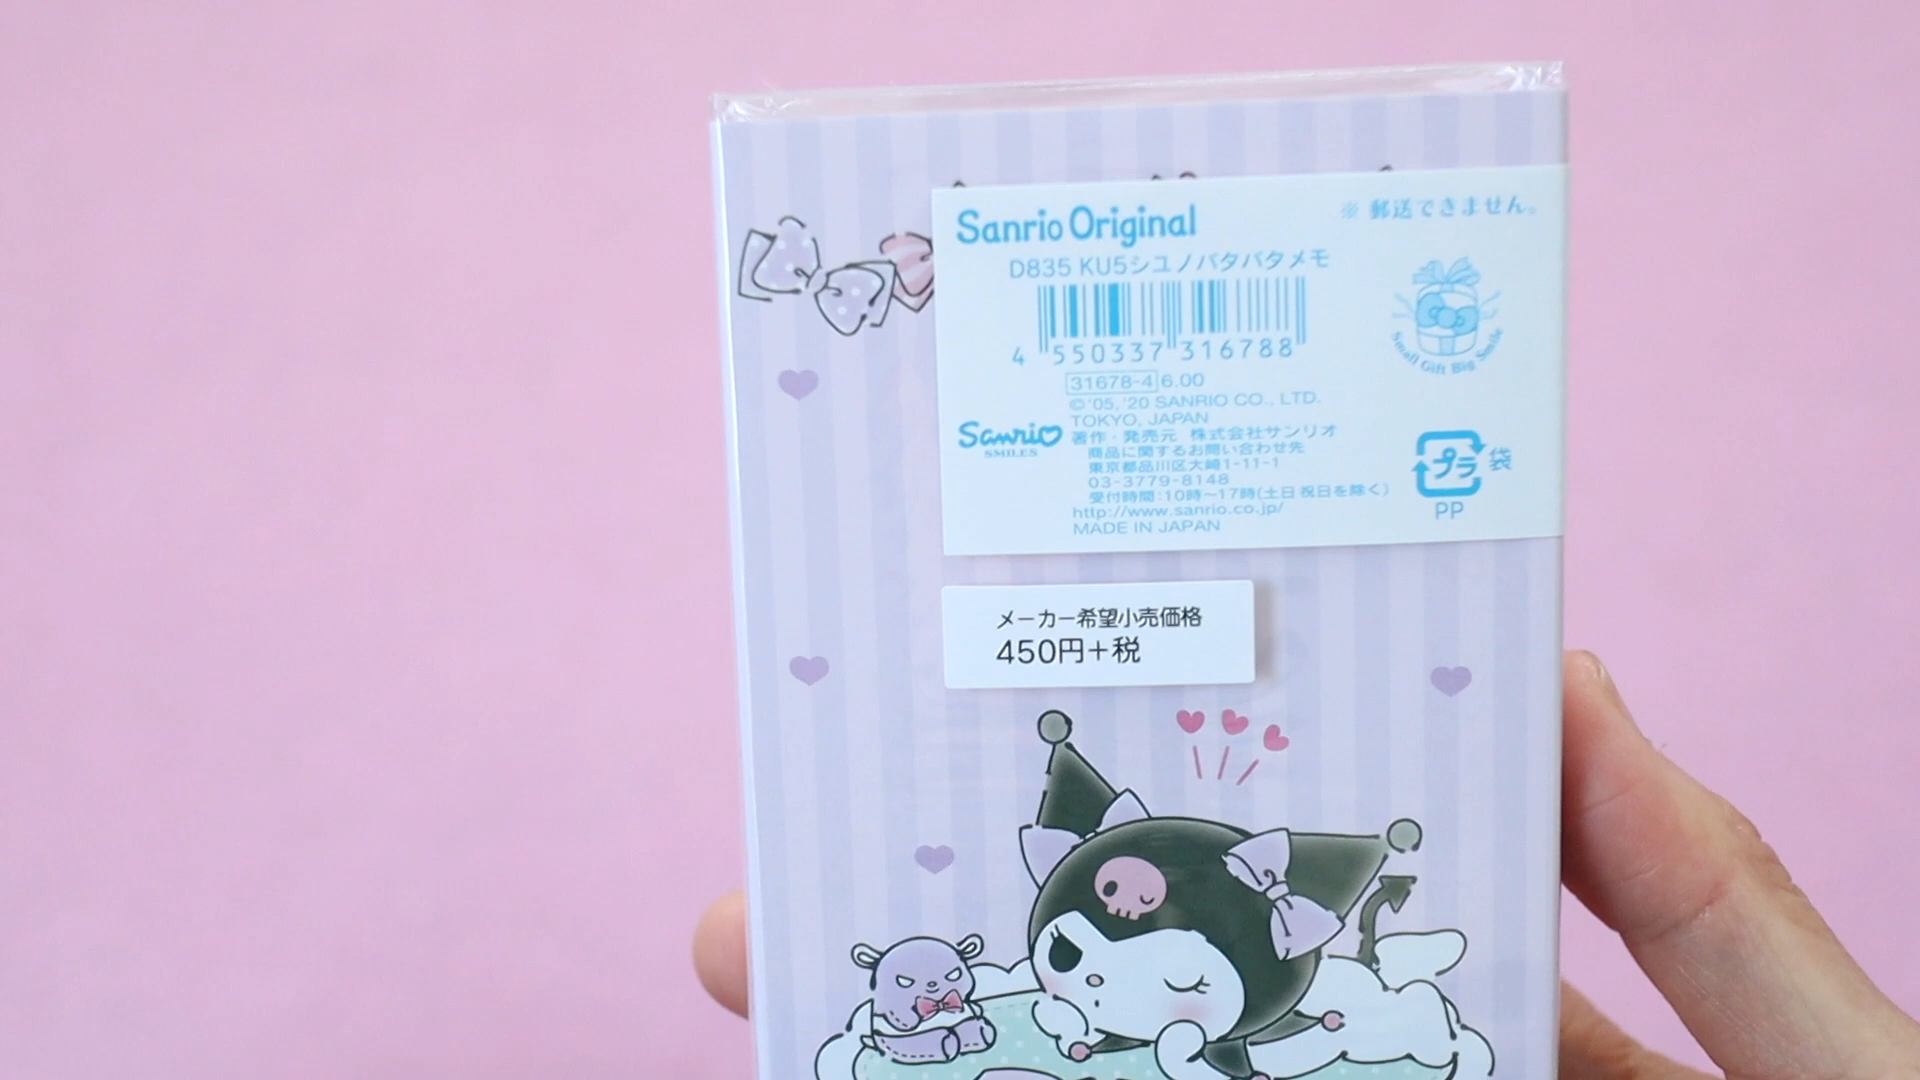 Sanrio Original
※ 郵送できません。
D835 KU5シユノパタパタメモ
4 550337 316788
Small Gift Big Smile
31678-4 6.00
© '05, '20 SANRIO CO., LTD.
TOKYO, JAPAN
Sanrio
SMILES
著作・発売元 株式会社サンリオ
商品に関するお問い合わせ先
東京都品川区大崎1-11-1
03-3779-8148
受付時間:10時~17時(土日祝日を除く)
http://www.sanrio.co.jp/
MADE IN JAPAN
プラ 袋
PP
メーカー希望小売価格
450円+税